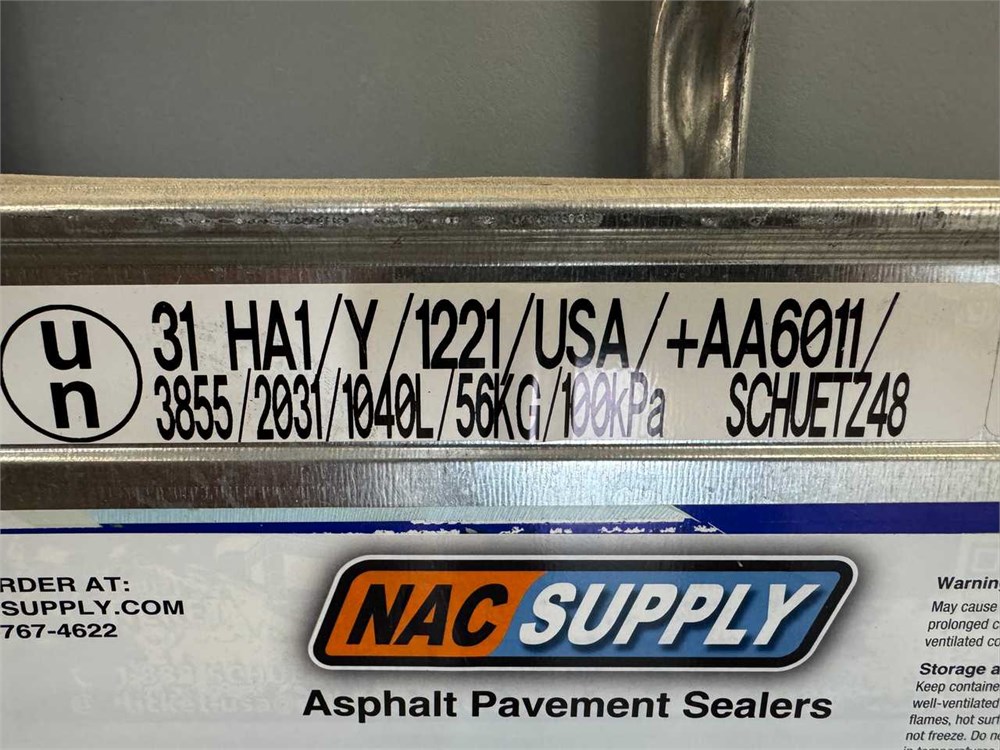 un
31 HA1/Y/1221/USA/+AA6011/
3855/2031/1040L/56KG/100kPa SCHUETZ48
RDER AT:
SUPPLY.COM
767-4622
NAC SUPPLY
Asphalt Pavement Sealers
Warnin
May cause
prolonged c
ventilated co
Storage a
Keep containe
well-ventilated
flames, hot surf
not freeze. Do n